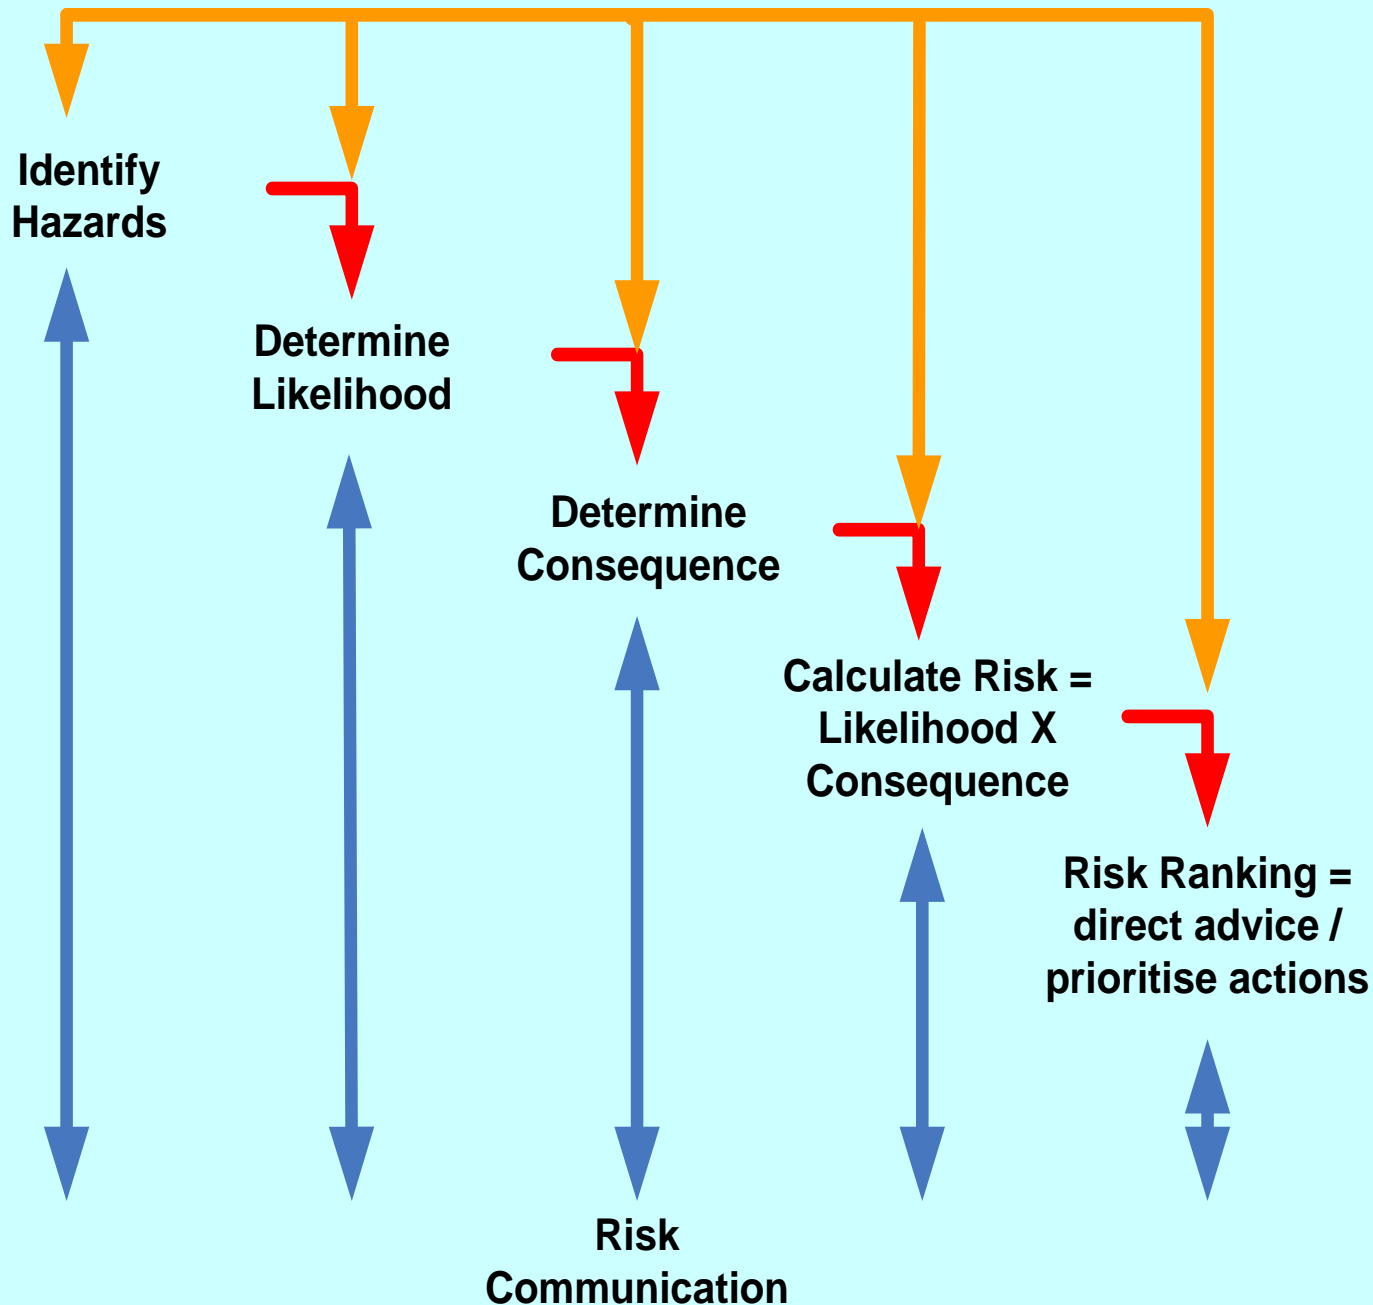 Identify
Hazards
Determine
Likelihood
Determine
Consequence
Calculate Risk =
Likelihood X
Consequence
Risk Ranking =
direct advice /
prioritise actions
Risk
Communication